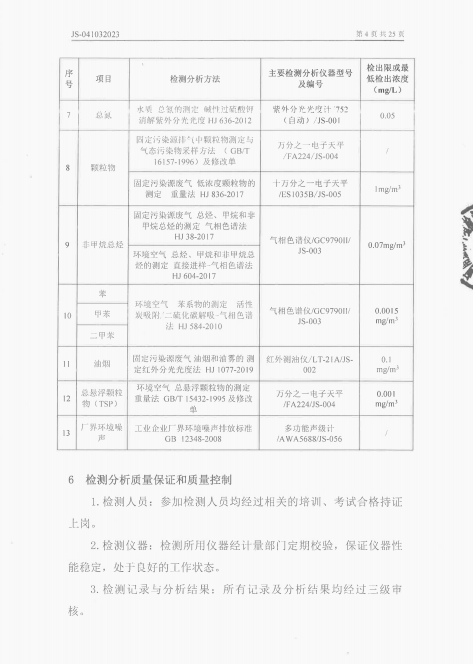 JS-041032023 第 4 页 共 25 页
序号 项目 检测分析方法 主要检测分析仪器型号及编号 检出限或最低检出浓度（mg/L）
7 总氮 水质 总氮的测定 碱性过硫酸钾消解紫外分光光度 HJ 636-2012 紫外分光光度计 752（自动）/JS-001 0.05
8 颗粒物 固定污染源排气中颗粒物测定与气态污染物采样方法 （ GB/T 16157-1996）及修改单 万分之一电子天平/FA224/JS-004 /
固定污染源废气 低浓度颗粒物的测定 重量法 HJ 836-2017 十万分之一电子天平/ES1035B/JS-005 1mg/m³
9 非甲烷总烃 固定污染源废气 总烃、甲烷和非甲烷总烃的测定 气相色谱法 HJ 38-2017 气相色谱仪/GC9790II/JS-003 0.07mg/m³
环境空气 总烃、甲烷和非甲烷总烃的测定 直接进样-气相色谱法 HJ 604-2017
10 苯 环境空气 苯系物的测定 活性炭吸附/二硫化碳解吸-气相色谱法 HJ 584-2010 气相色谱仪/GC9790II/JS-003 0.0015 mg/m³
甲苯
二甲苯
11 油烟 固定污染源废气 油烟和油雾的 测定红外分光光度法 HJ 1077-2019 红外测油仪/LT-21A/JS-002 0.1 mg/m³
12 总悬浮颗粒物（TSP） 环境空气 总悬浮颗粒物的测定 重量法 GB/T 15432-1995 及修改单 万分之一电子天平/FA224/JS-004 0.001 mg/m³
13 厂界环境噪声 工业企业厂界环境噪声排放标准 GB 12348-2008 多功能声级计/AWA5688/JS-056 /
6 检测分析质量保证和质量控制
1.检测人员：参加检测人员均经过相关的培训、考试合格持证
上岗。
2.检测仪器：检测所用仪器经计量部门定期校验，保证仪器性
能稳定，处于良好的工作状态。
3.检测记录与分析结果：所有记录及分析结果均经过三级审
核。